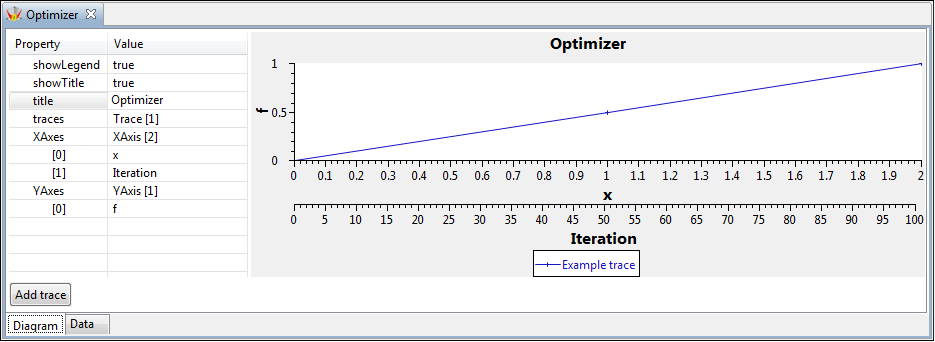 Optimizer
Property Value
showLegend true
showTitle true
title Optimizer
traces Trace [1]
XAxes XAxis [2]
[0] x
[1] Iteration
YAxes YAxis [1]
[0] f
Optimizer
f
1
0.5
0
0 0.1 0.2 0.3 0.4 0.5 0.6 0.7 0.8 0.9 1 1.1 1.2 1.3 1.4 1.5 1.6 1.7 1.8 1.9 2
x
0 5 10 15 20 25 30 35 40 45 50 55 60 65 70 75 80 85 90 95 100
Iteration
Example trace
Add trace
Diagram Data